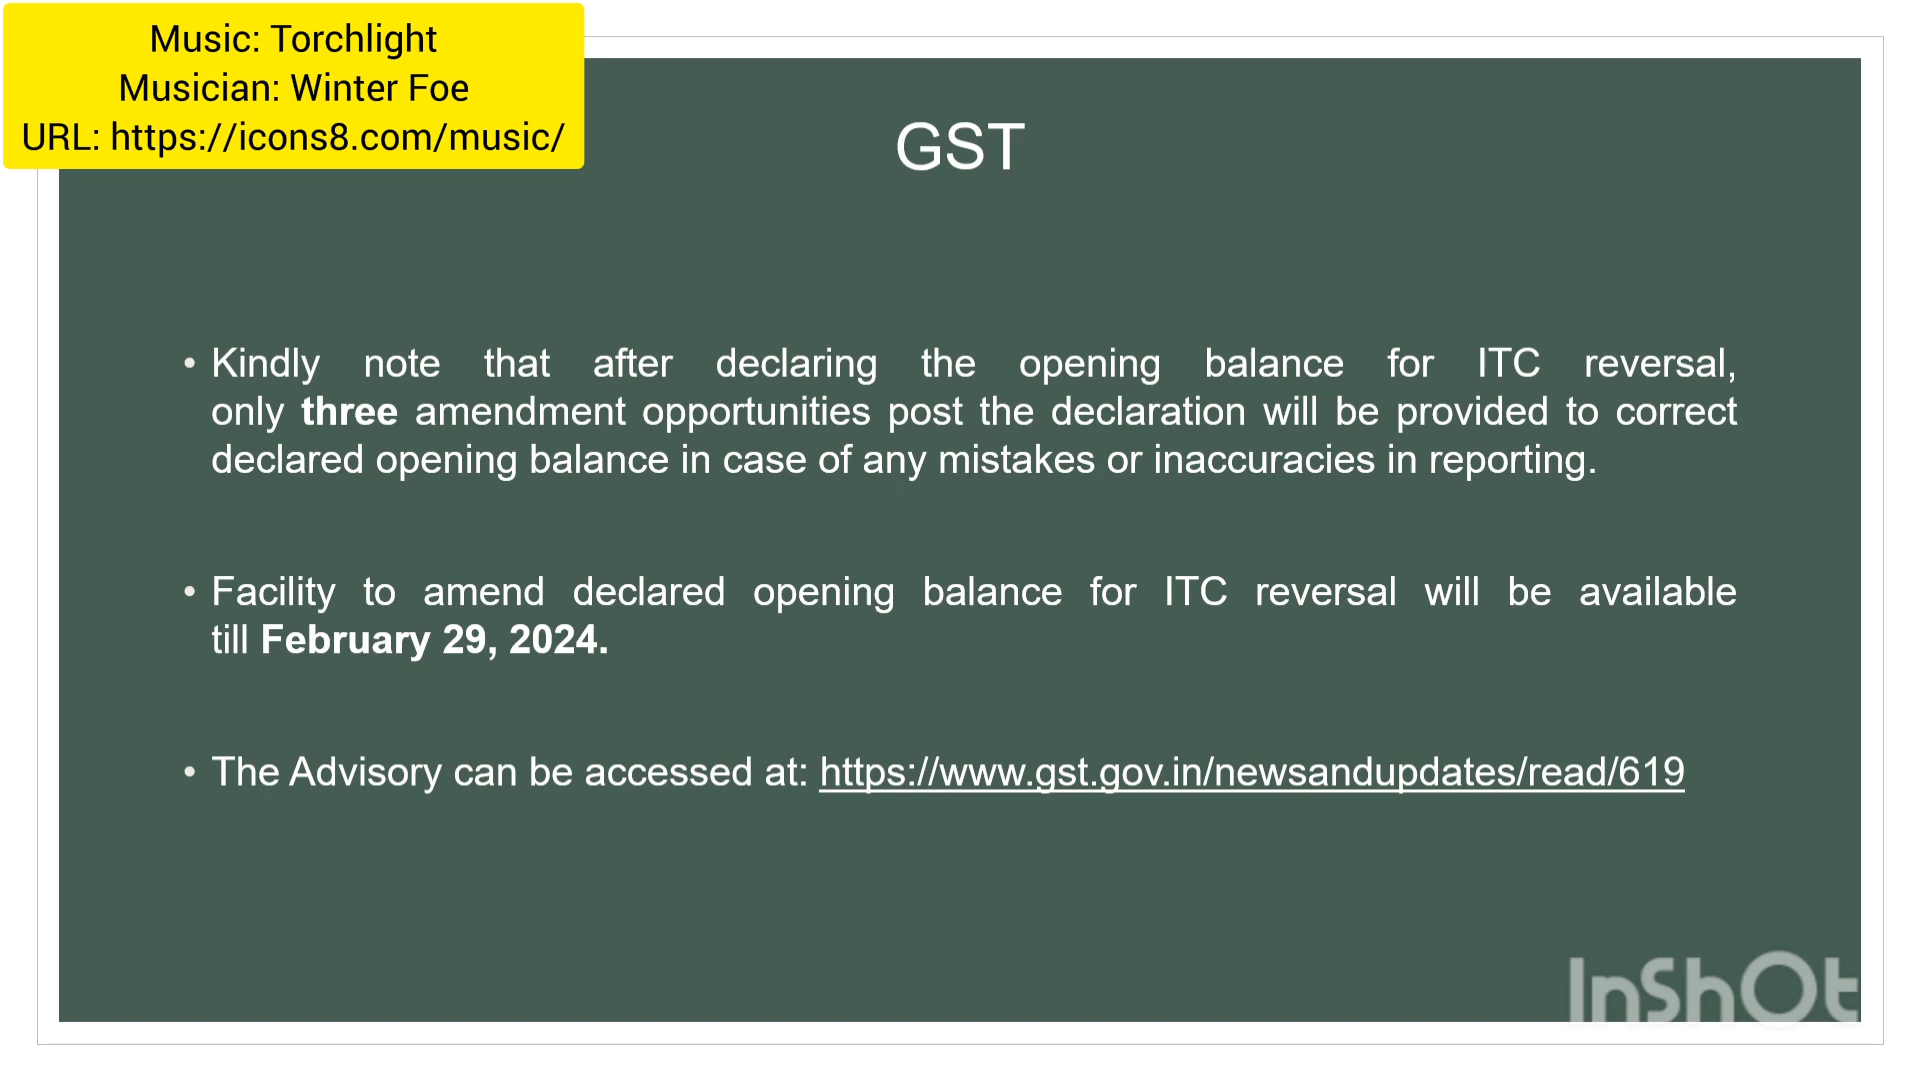 Music: Torchlight
Musician: Winter Foe
URL: https://icons8.com/music/
GST
• Kindly note that after declaring the opening balance for ITC reversal,
only three amendment opportunities post the declaration will be provided to correct
declared opening balance in case of any mistakes or inaccuracies in reporting.
• Facility to amend declared opening balance for ITC reversal will be available
till February 29, 2024.
• The Advisory can be accessed at: https://www.gst.gov.in/newsandupdates/read/619
InShOt